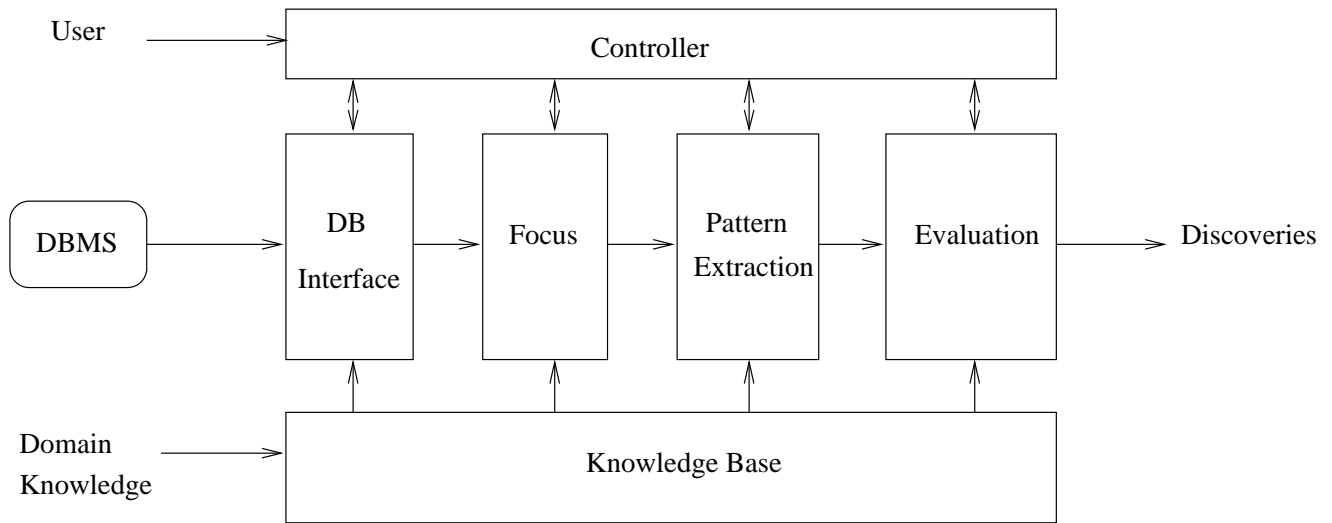 User
Controller
DBMS
DB
Interface
Focus
Pattern
Extraction
Evaluation
Discoveries
Domain
Knowledge
Knowledge Base